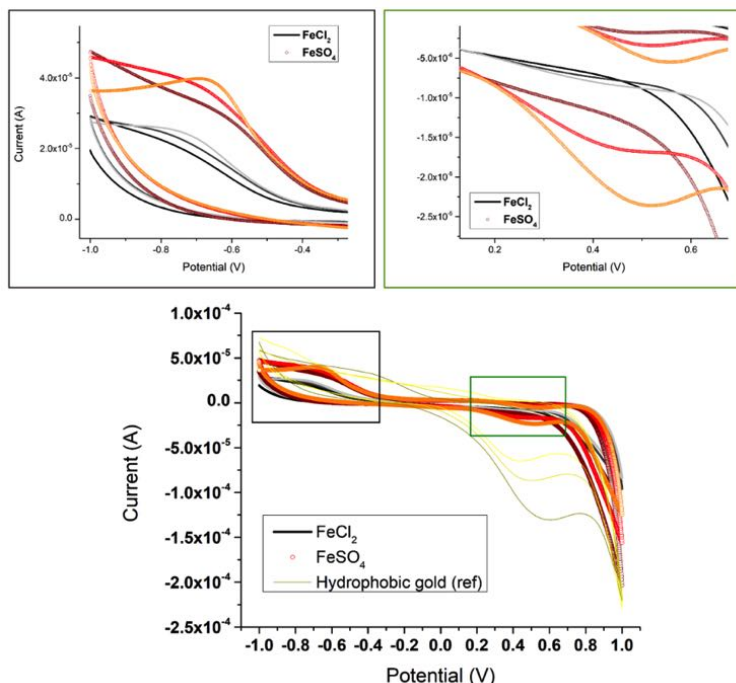 FeCl₂
FeSO₄
4.0x10⁻⁵
2.0x10⁻⁵
0.0
Current (A)
-1.0 -0.8 -0.6 -0.4
Potential (V)
-5.0x10⁻⁶
-1.0x10⁻⁵
-1.5x10⁻⁵
-2.0x10⁻⁵
-2.5x10⁻⁵
Current (A)
FeCl₂
FeSO₄
0.2 0.4 0.6
Potential (V)
1.0x10⁻⁴
5.0x10⁻⁵
0.0
-5.0x10⁻⁵
-1.0x10⁻⁴
-1.5x10⁻⁴
-2.0x10⁻⁴
-2.5x10⁻⁴
Current (A)
FeCl₂
FeSO₄
Hydrophobic gold (ref)
-1.0 -0.8 -0.6 -0.4 -0.2 0.0 0.2 0.4 0.6 0.8 1.0
Potential (V)